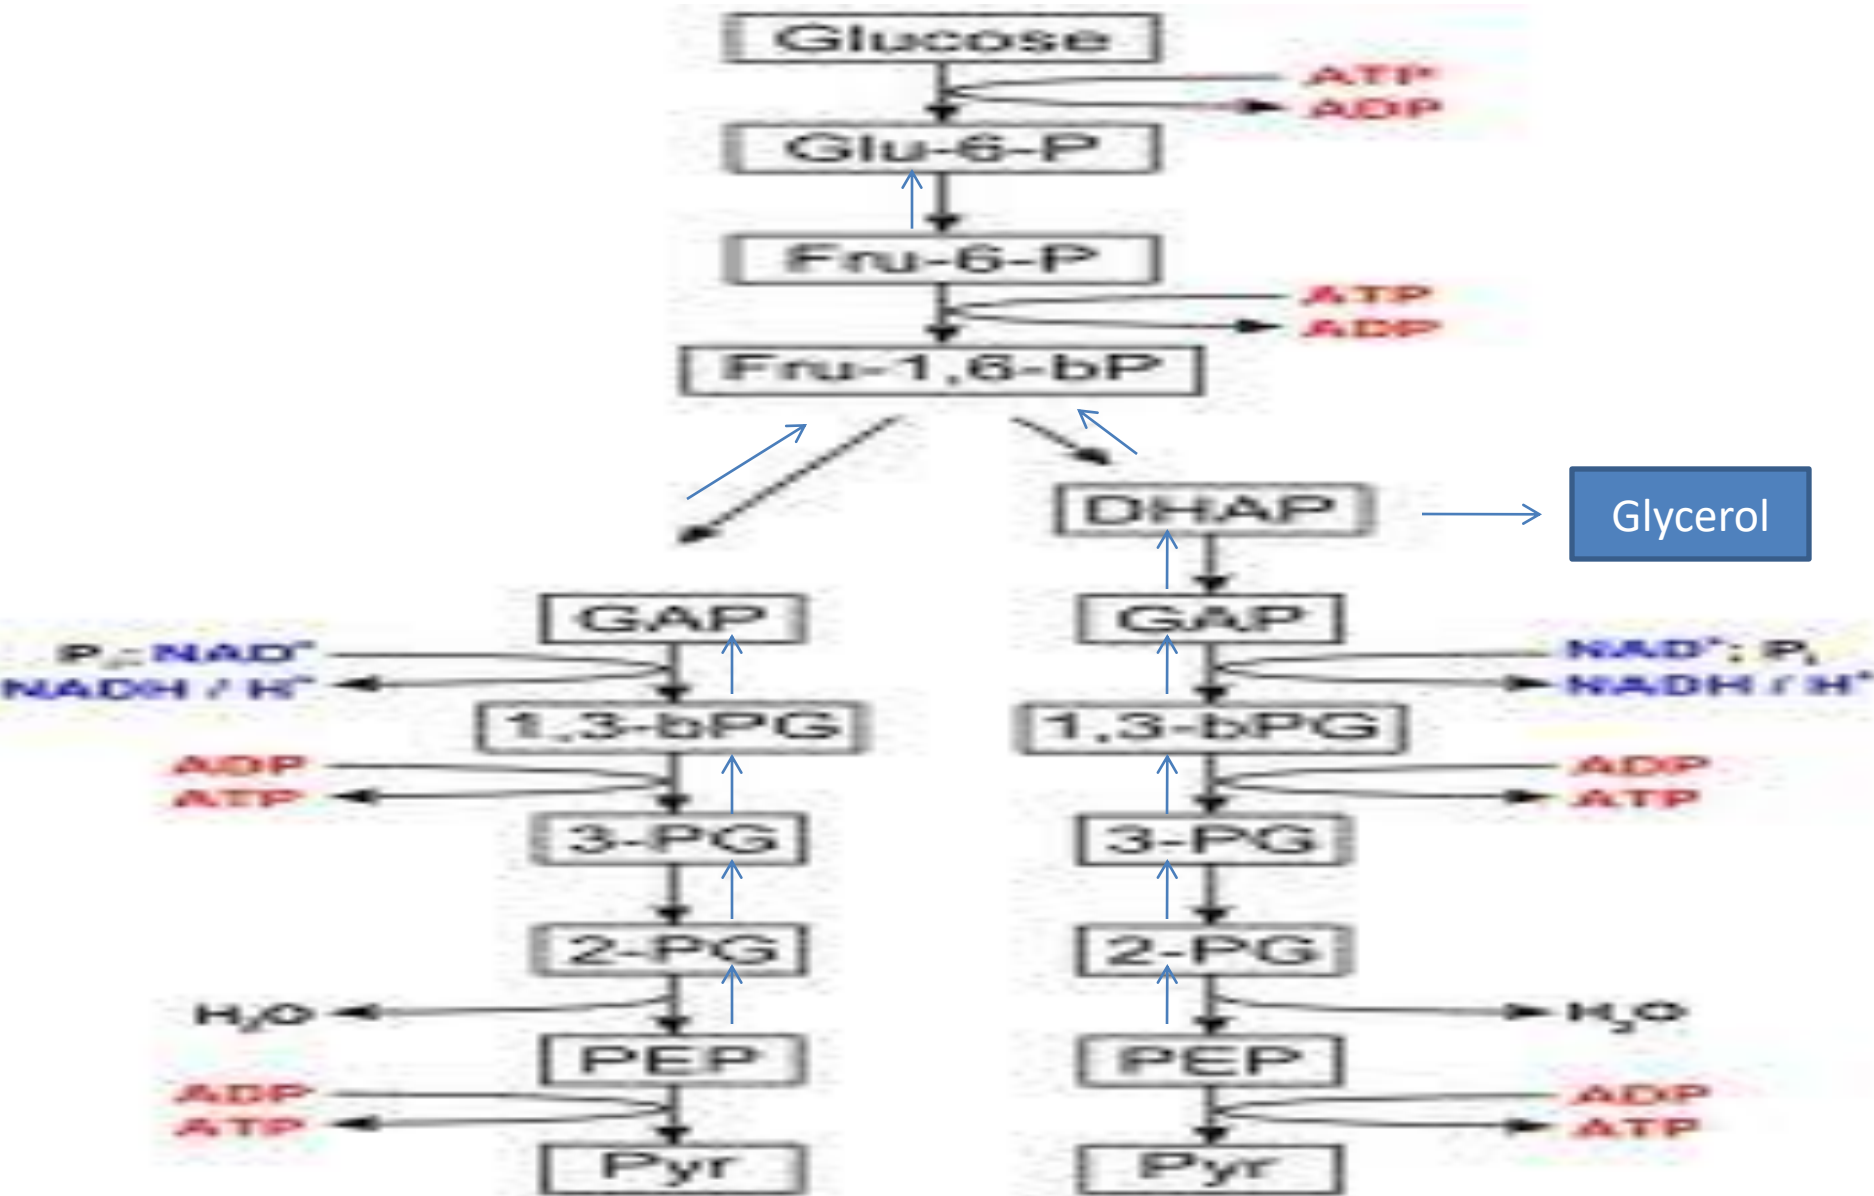 Glucose
ATP
ADP
Glu-6-P
Fru-6-P
ATP
ADP
Fru-1,6-bP
DHAP
Glycerol
GAP
GAP
Pᵢ; NAD⁺
NADH / H⁺
NAD⁺; Pᵢ
NADH / H⁺
1,3-bPG
1,3-bPG
ADP
ATP
ADP
ATP
3-PG
3-PG
2-PG
2-PG
H₂O
H₂O
PEP
PEP
ADP
ATP
ADP
ATP
Pyr
Pyr